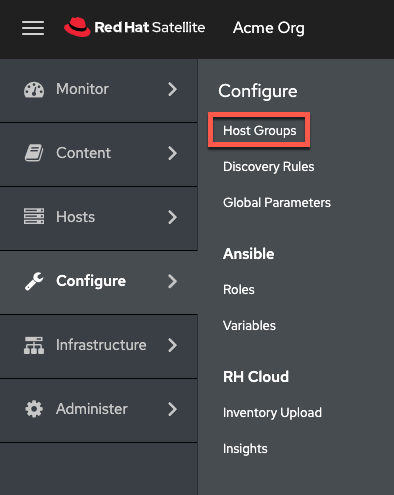 Red Hat Satellite
Acme Org
Monitor
Content
Hosts
Configure
Infrastructure
Administer
Configure
Host Groups
Discovery Rules
Global Parameters
Ansible
Roles
Variables
RH Cloud
Inventory Upload
Insights